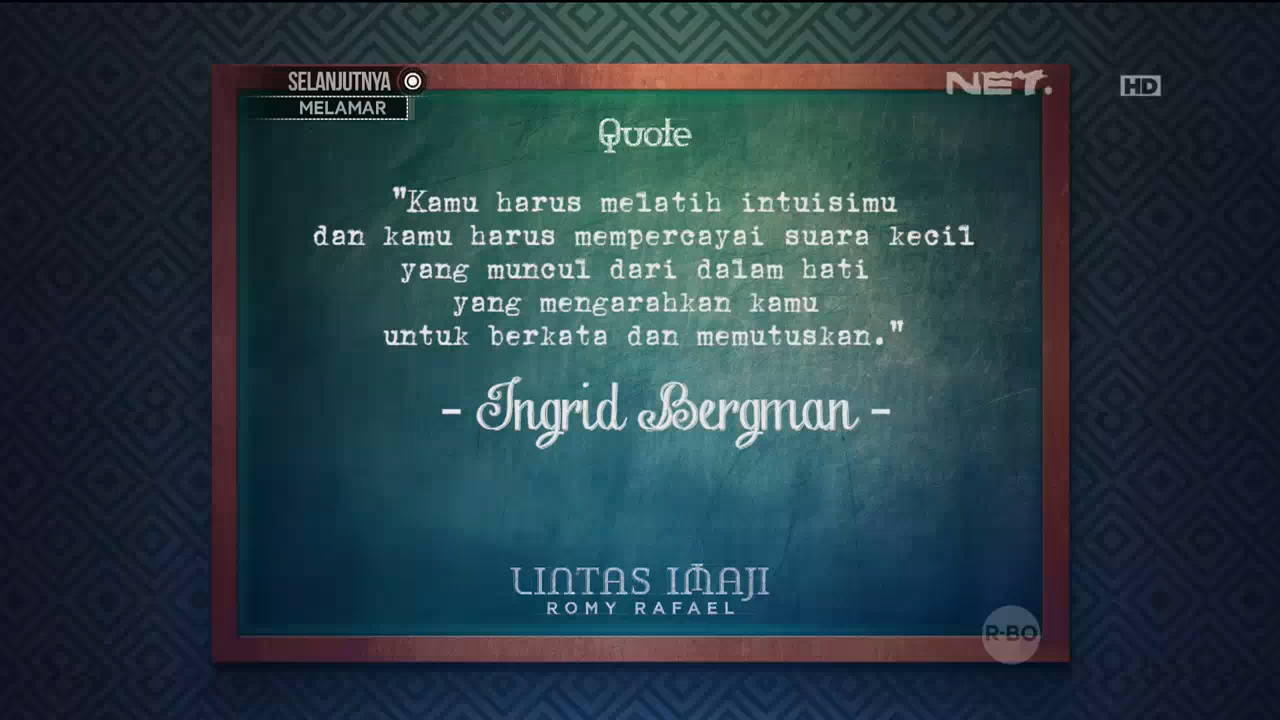 SELANJUTNYA
MELAMAR
NET.
HD
Quote
"Kamu harus melatih intuisimu
dan kamu harus mempercayai suara kecil
yang muncul dari dalam hati
yang mengarahkan kamu
untuk berkata dan memutuskan."
- Ingrid Bergman -
LINTAS IMAJI
ROMY RAFAEL
R-BO